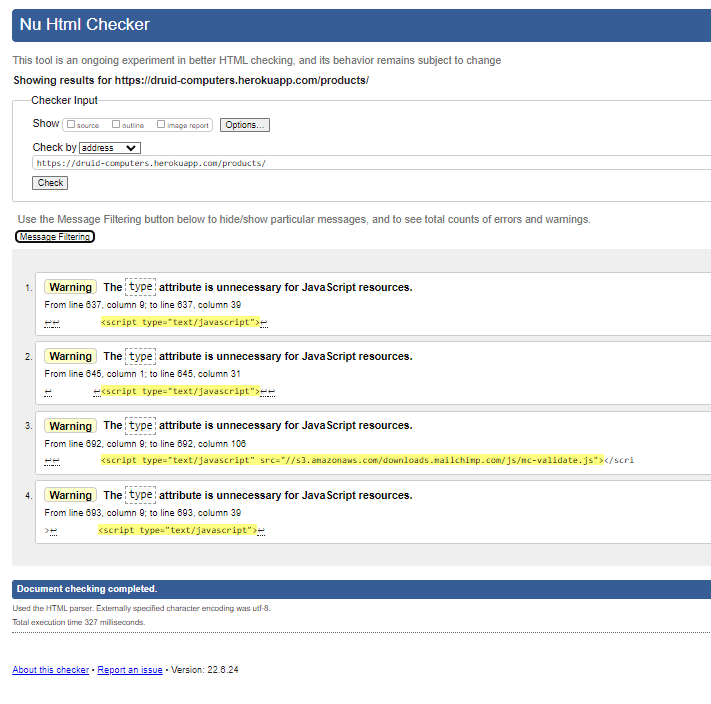 Nu Html Checker
This tool is an ongoing experiment in better HTML checking, and its behavior remains subject to change
Showing results for https://druid-computers.herokuapp.com/products/
Checker Input
Show source outline image report Options...
Check by address
https://druid-computers.herokuapp.com/products/
Check
Use the Message Filtering button below to hide/show particular messages, and to see total counts of errors and warnings.
Message Filtering
1. Warning The type attribute is unnecessary for JavaScript resources.
From line 637, column 9; to line 637, column 39
↩↩ <script type="text/javascript">↩
2. Warning The type attribute is unnecessary for JavaScript resources.
From line 645, column 1; to line 645, column 31
↩ ↩<script type="text/javascript">↩↩
3. Warning The type attribute is unnecessary for JavaScript resources.
From line 692, column 9; to line 692, column 106
↩↩ <script type="text/javascript" src="//s3.amazonaws.com/downloads.mailchimp.com/js/mc-validate.js"></scri
4. Warning The type attribute is unnecessary for JavaScript resources.
From line 693, column 9; to line 693, column 39
>↩ <script type="text/javascript">↩
Document checking completed.
Used the HTML parser. Externally specified character encoding was utf-8.
Total execution time 327 milliseconds.
About this checker • Report an issue • Version: 22.6.24